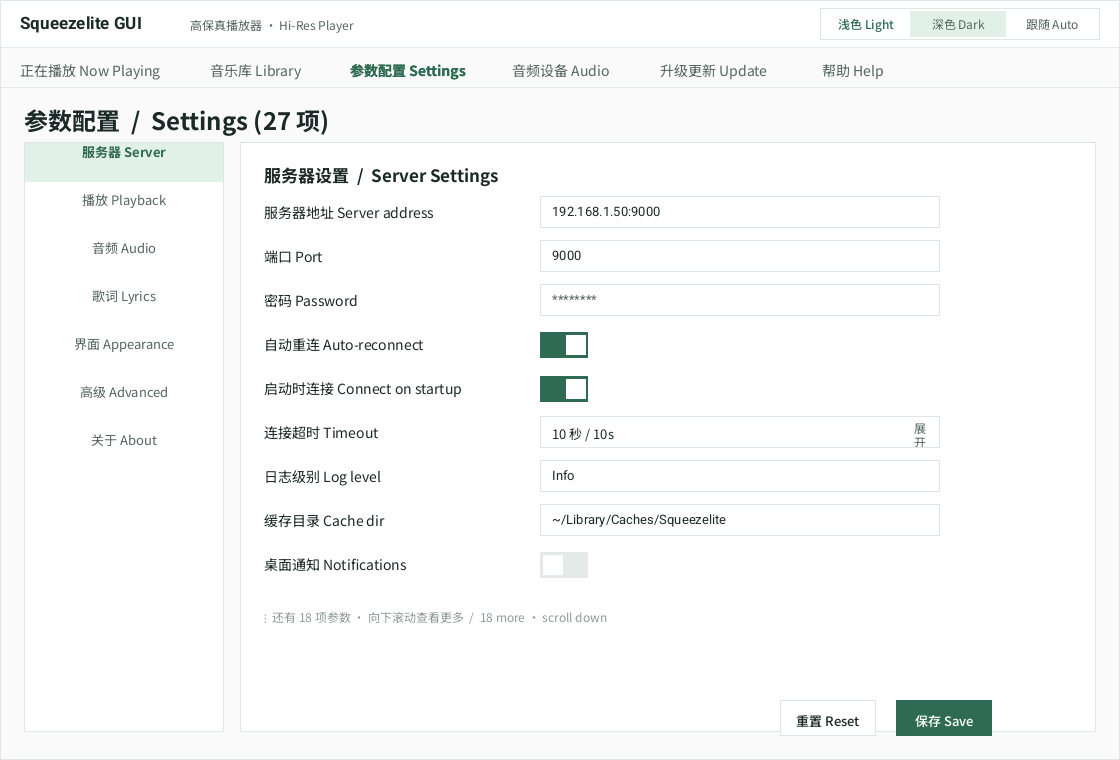 Squeezelite GUI
高保真播放器 · Hi-Res Player
浅色 Light
深色 Dark
跟随 Auto
正在播放 Now Playing
音乐库 Library
参数配置 Settings
音频设备 Audio
升级更新 Update
帮助 Help
参数配置 / Settings (27 项)
服务器 Server
播放 Playback
音频 Audio
歌词 Lyrics
界面 Appearance
高级 Advanced
关于 About
服务器设置 / Server Settings
服务器地址 Server address
192.168.1.50:9000
端口 Port
9000
密码 Password
********
自动重连 Auto-reconnect
启动时连接 Connect on startup
连接超时 Timeout
10 秒 / 10s
展
开
日志级别 Log level
Info
缓存目录 Cache dir
~/Library/Caches/Squeezelite
桌面通知 Notifications
⋮ 还有 18 项参数 · 向下滚动查看更多 / 18 more · scroll down
重置 Reset
保存 Save